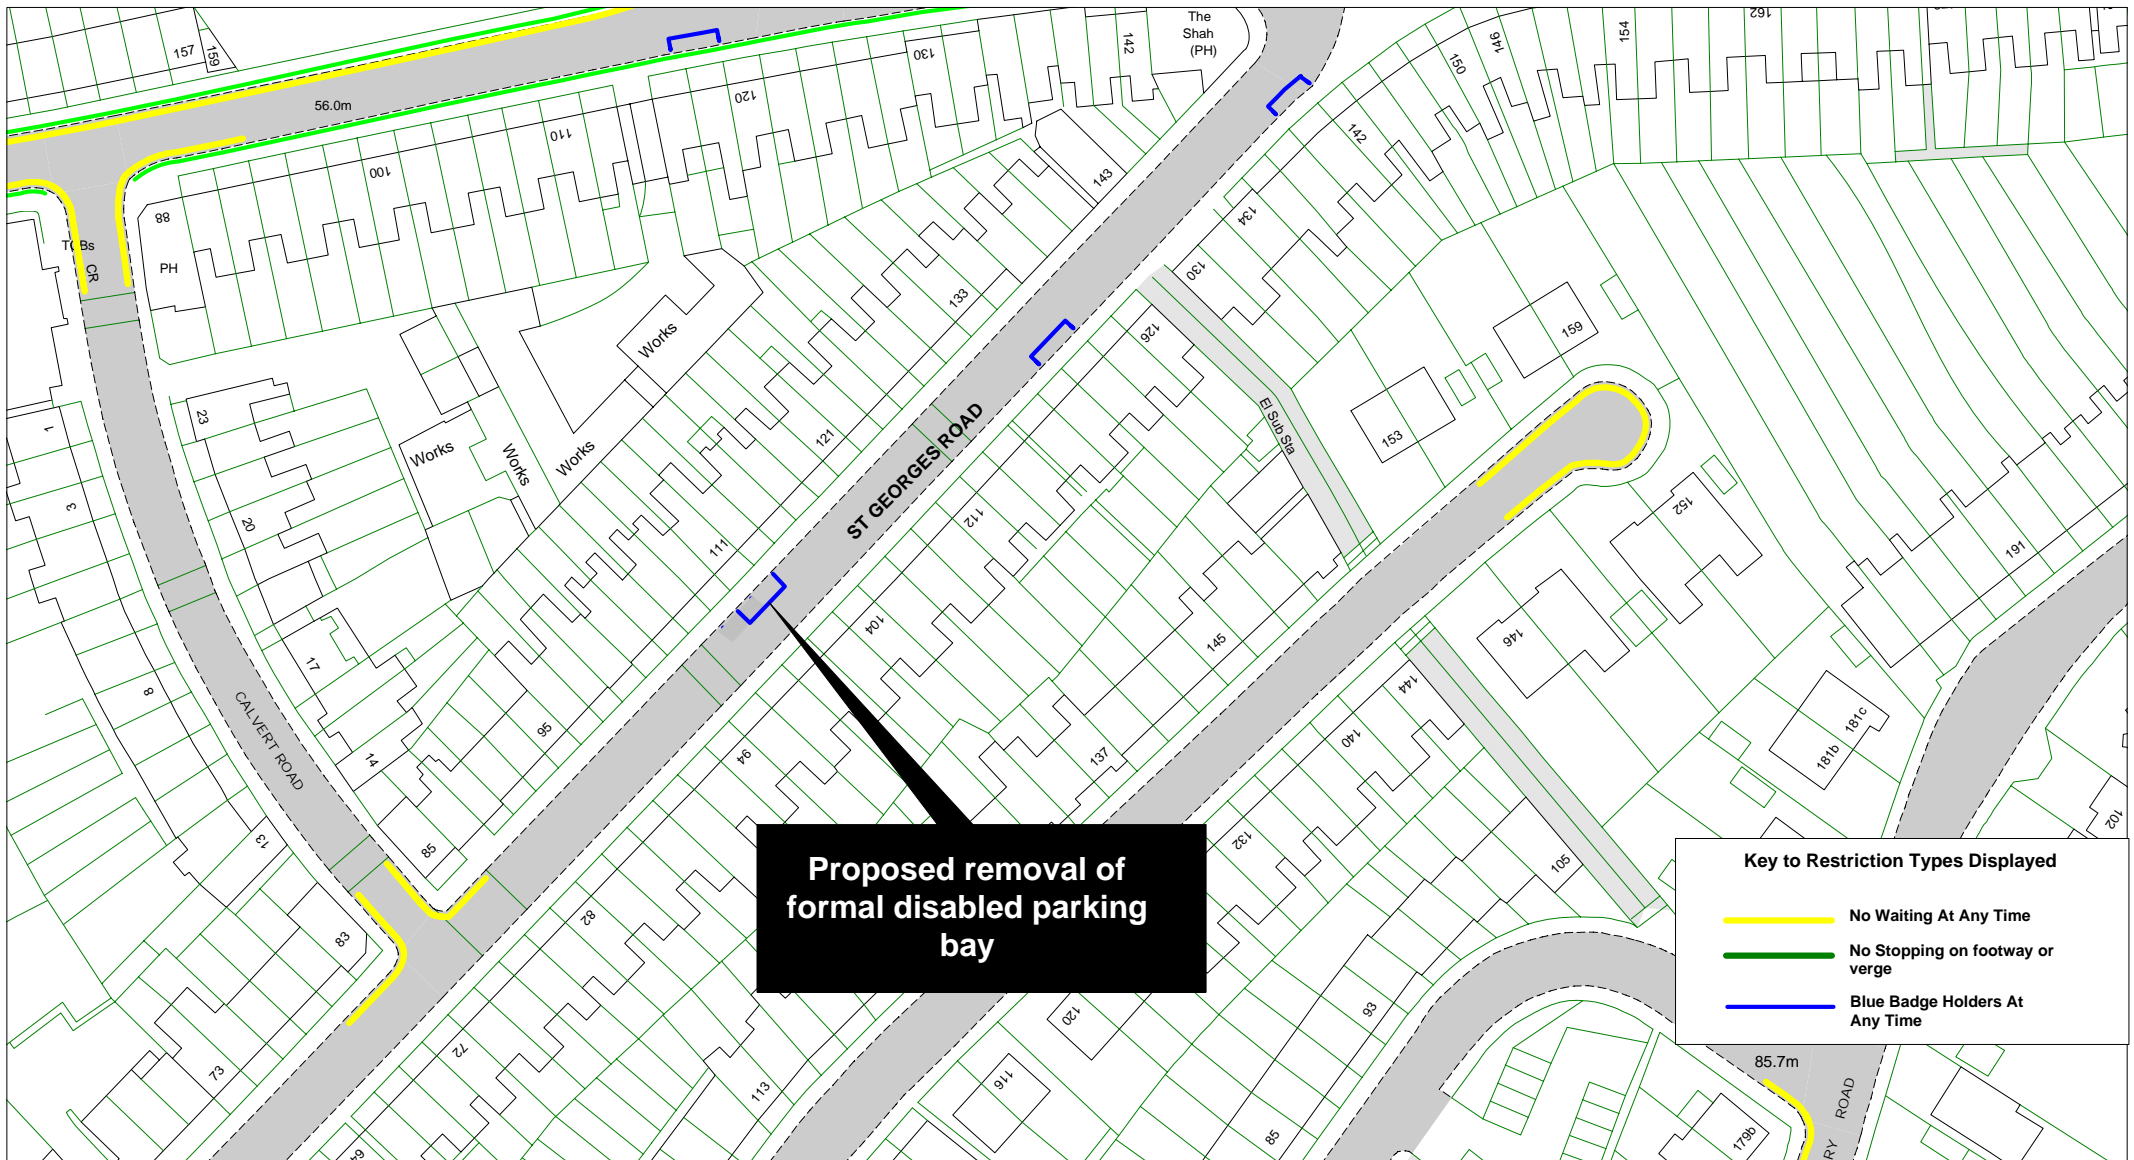 The
Shah
(PH)
157
159
56.0m
130
142
120
110
100
88
PH
TCBs
CR
143
142
134
130
146
150
154
162
133
126
Works
Works
Works
Works
23
20
17
14
1
3
8
13
121
111
ST GEORGES ROAD
112
104
El Sub Sta
159
153
152
146
191
145
144
140
137
132
CALVERT ROAD
95
94
85
82
83
73
72
64
113
116
120
105
93
85
181c
181b
102
Proposed removal of
formal disabled parking
bay
Key to Restriction Types Displayed
No Waiting At Any Time
No Stopping on footway or
verge
Blue Badge Holders At
Any Time
85.7m
ROAD
RY
179b